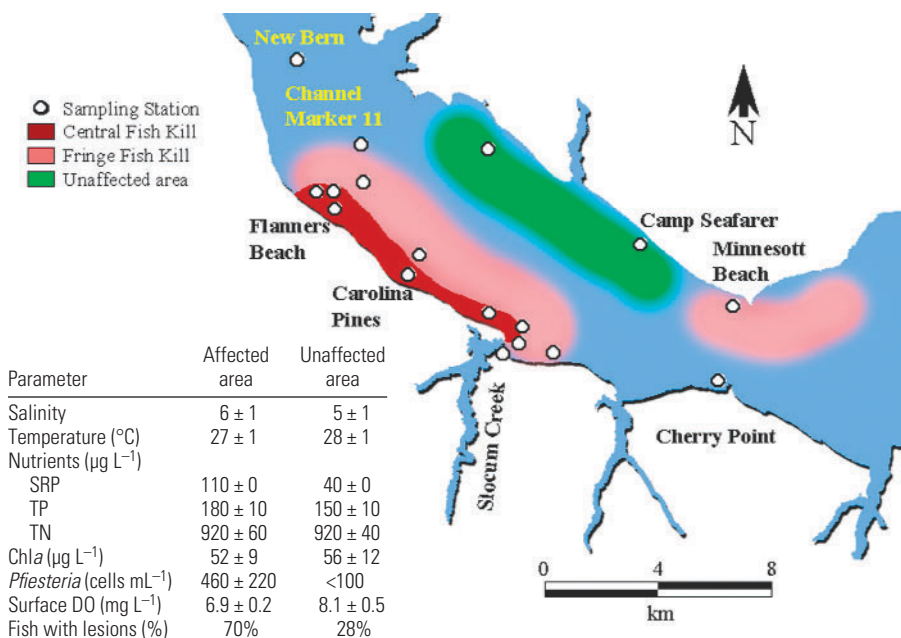 New Bern
Channel
Marker 11
Sampling Station
Central Fish Kill
Fringe Fish Kill
Unaffected area
N
Flanners
Beach
Camp Seafarer
Minnesott
Beach
Carolina
Pines
Slocum Creek
Cherry Point
0 4 8
km
Parameter Affected area Unaffected area
Salinity 6 ± 1 5 ± 1
Temperature (°C) 27 ± 1 28 ± 1
Nutrients (µg L⁻¹)
SRP 110 ± 0 40 ± 0
TP 180 ± 10 150 ± 10
TN 920 ± 60 920 ± 40
Chla (µg L⁻¹) 52 ± 9 56 ± 12
Pfiesteria (cells mL⁻¹) 460 ± 220 <100
Surface DO (mg L⁻¹) 6.9 ± 0.2 8.1 ± 0.5
Fish with lesions (%) 70% 28%